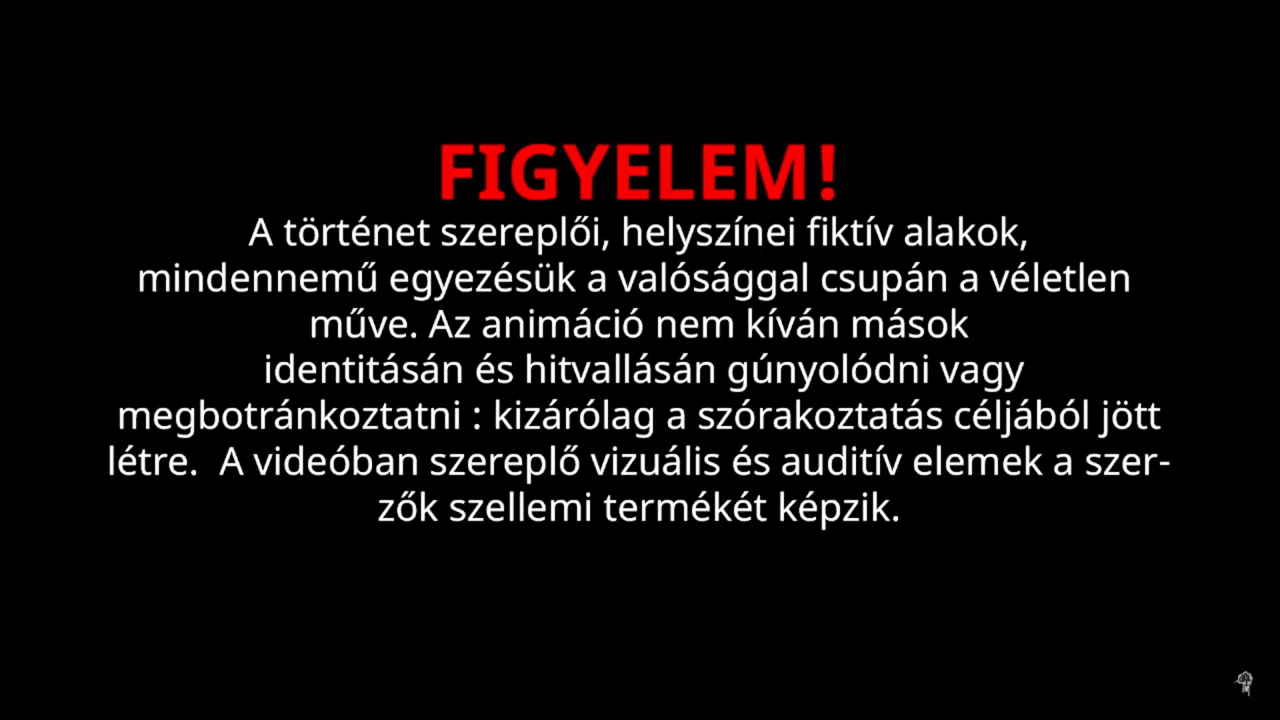 FIGYELEM!
A történet szereplői, helyszínei fiktív alakok,
mindennemű egyezésük a valósággal csupán a véletlen
műve. Az animáció nem kíván mások
identitásán és hitvallásán gúnyolódni vagy
megbotránkoztatni : kizárólag a szórakoztatás céljából jött
létre.  A videóban szereplő vizuális és auditív elemek a szer-
zők szellemi termékét képzik.